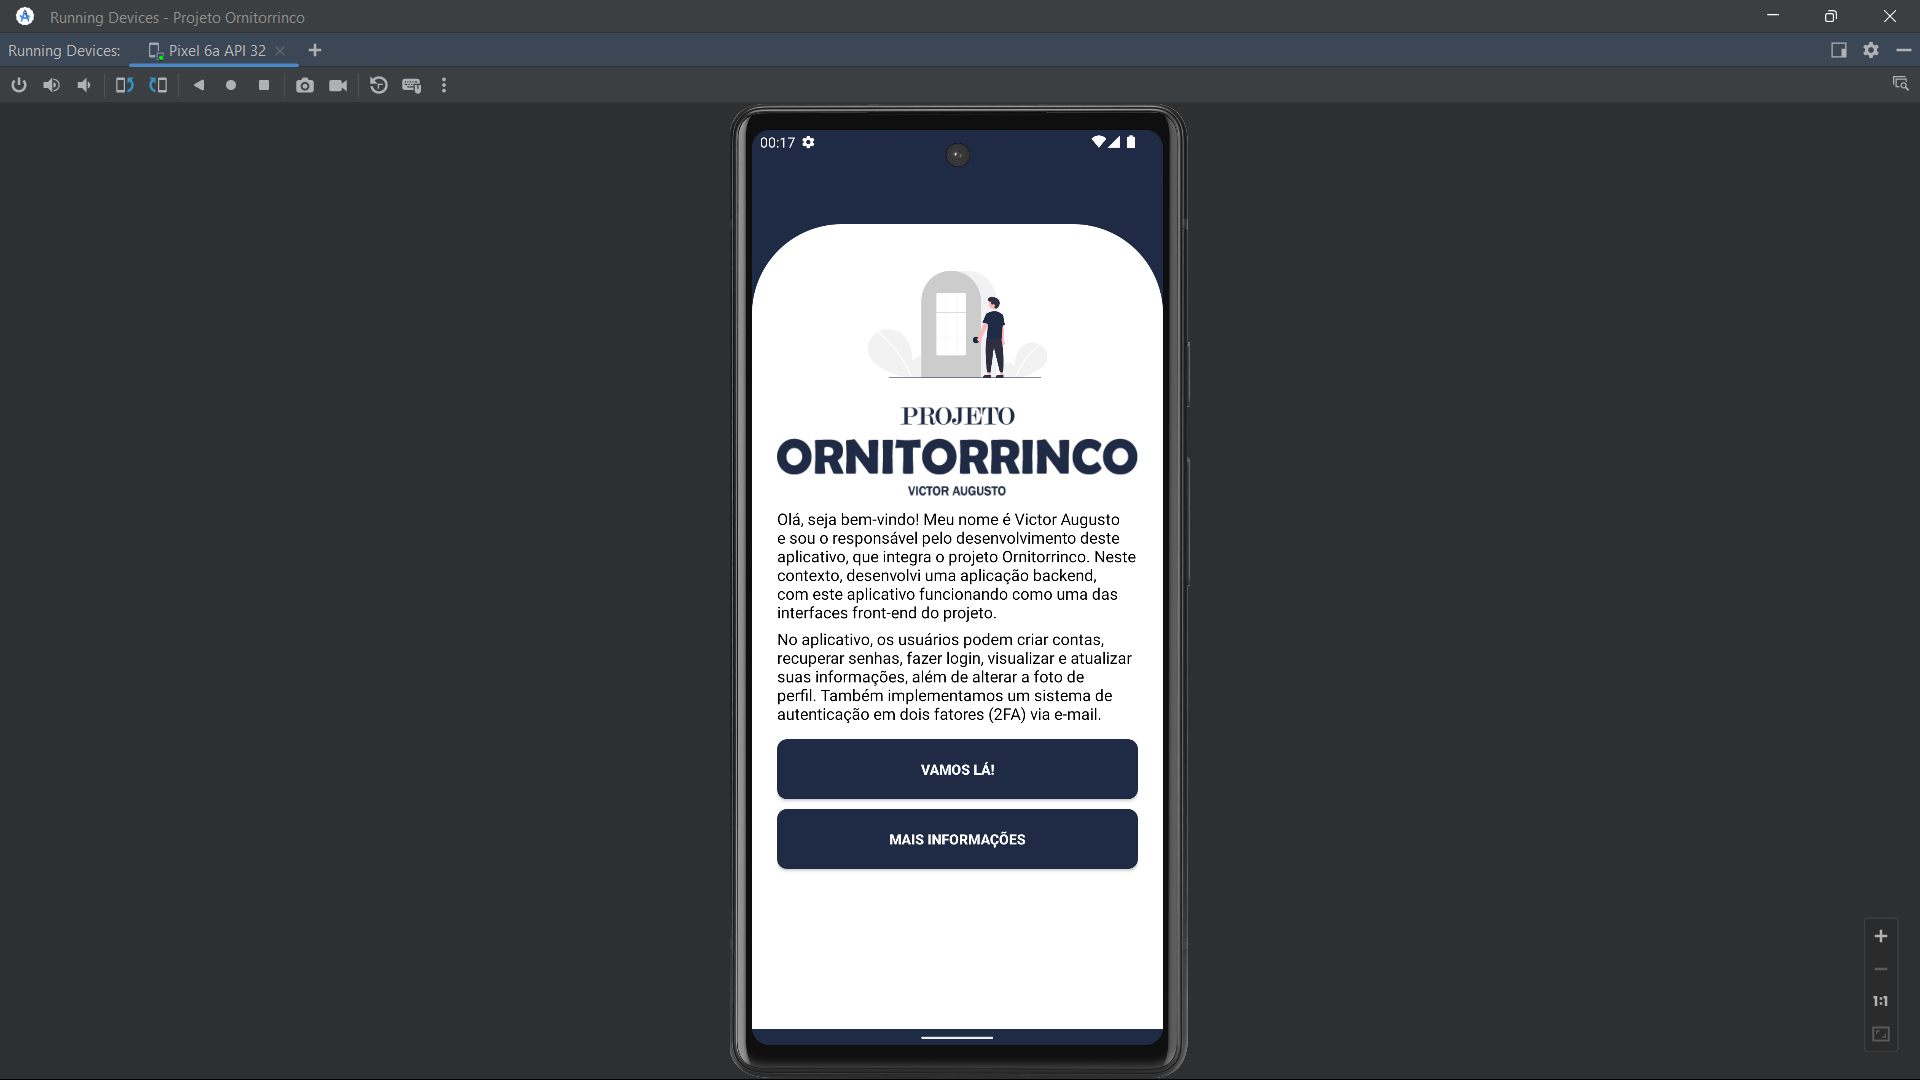 Running Devices - Projeto Ornitorrinco
Running Devices:
Pixel 6a API 32
00:17
PROJETO
ORNITORRINCO
VICTOR AUGUSTO
Olá, seja bem-vindo! Meu nome é Victor Augusto
e sou o responsável pelo desenvolvimento deste
aplicativo, que integra o projeto Ornitorrinco. Neste
contexto, desenvolvi uma aplicação backend,
com este aplicativo funcionando como uma das
interfaces front-end do projeto.
No aplicativo, os usuários podem criar contas,
recuperar senhas, fazer login, visualizar e atualizar
suas informações, além de alterar a foto de
perfil. Também implementamos um sistema de
autenticação em dois fatores (2FA) via e-mail.
VAMOS LÁ!
MAIS INFORMAÇÕES
1:1